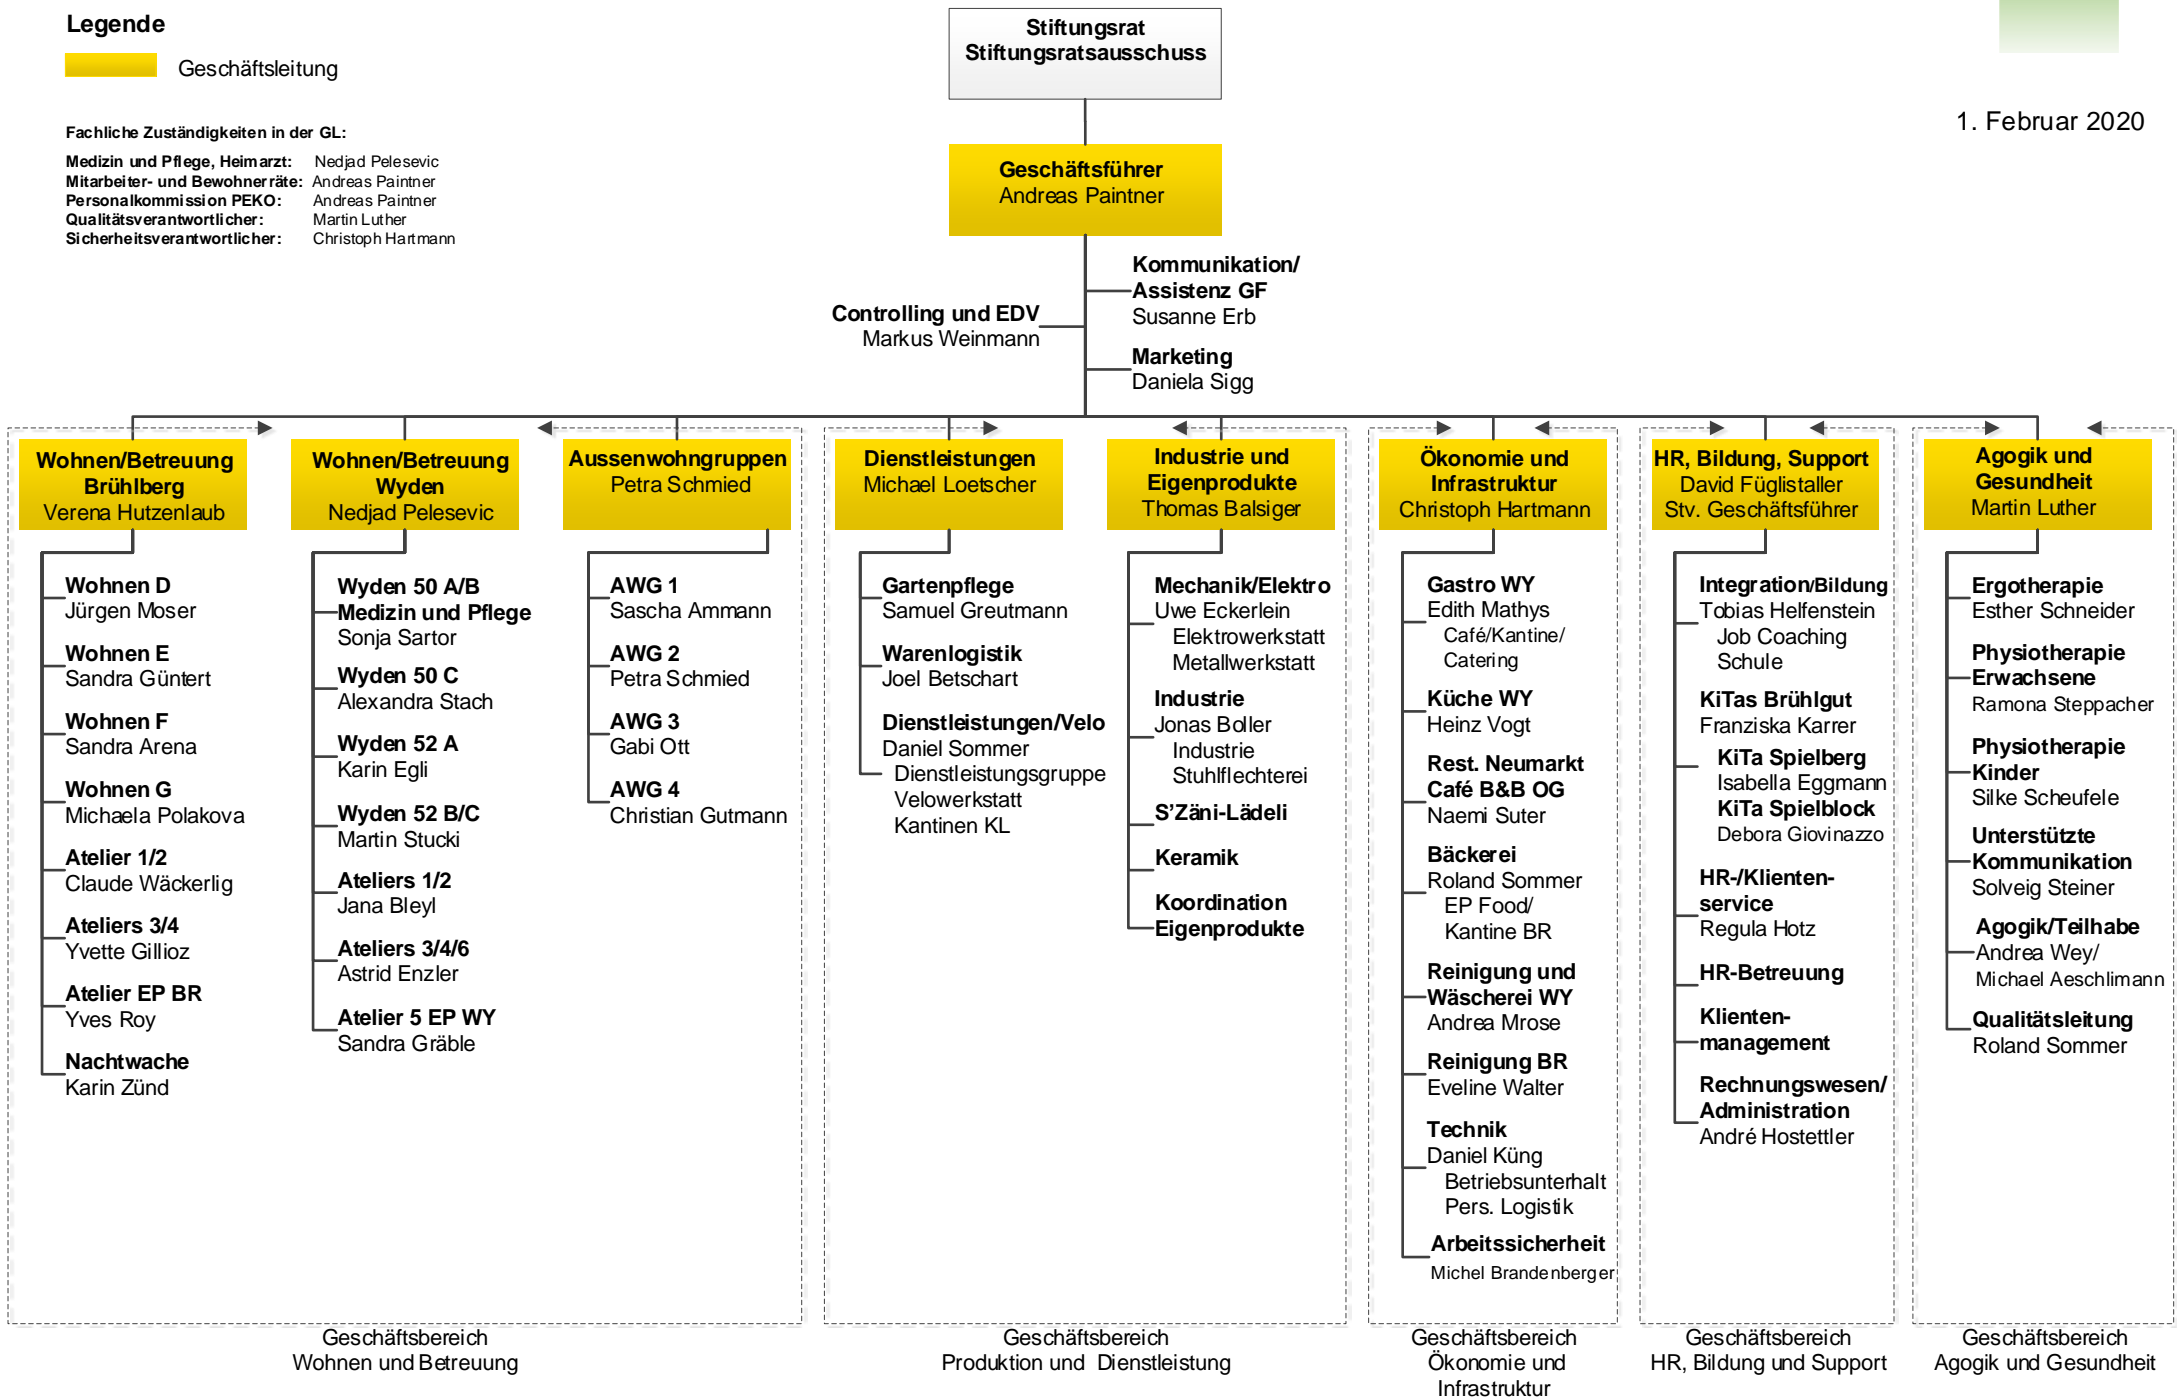 Legende
Geschäftsleitung
Fachliche Zuständigkeiten in der GL:
Medizin und Pflege, Heimarzt: Nedjad Pelesevic
Mitarbeiter- und Bewohnerräte: Andreas Paintner
Personalkommission PEKO: Andreas Paintner
Qualitätsverantwortlicher: Martin Luther
Sicherheitsverantwortlicher: Christoph Hartmann
Stiftungsrat
Stiftungsratsausschuss
1. Februar 2020
Geschäftsführer
Andreas Paintner
Kommunikation/
Assistenz GF
Susanne Erb
Controlling und EDV
Markus Weinmann
Marketing
Daniela Sigg
Wohnen/Betreuung
Brühlberg
Verena Hutzenlaub
Wohnen D
Jürgen Moser
Wohnen E
Sandra Güntert
Wohnen F
Sandra Arena
Wohnen G
Michaela Polakova
Atelier 1/2
Claude Wäckerlig
Ateliers 3/4
Yvette Gillioz
Atelier EP BR
Yves Roy
Nachtwache
Karin Zünd
Wohnen/Betreuung
Wyden
Nedjad Pelesevic
Wyden 50 A/B
Medizin und Pflege
Sonja Sartor
Wyden 50 C
Alexandra Stach
Wyden 52 A
Karin Egli
Wyden 52 B/C
Martin Stucki
Ateliers 1/2
Jana Bleyl
Ateliers 3/4/6
Astrid Enzler
Atelier 5 EP WY
Sandra Gräble
Aussenwohngruppen
Petra Schmied
AWG 1
Sascha Ammann
AWG 2
Petra Schmied
AWG 3
Gabi Ott
AWG 4
Christian Gutmann
Geschäftsbereich
Wohnen und Betreuung
Dienstleistungen
Michael Loetscher
Gartenpflege
Samuel Greutmann
Warenlogistik
Joel Betschart
Dienstleistungen/Velo
Daniel Sommer
Dienstleistungsgruppe
Velowerkstatt
Kantinen KL
Industrie und
Eigenprodukte
Thomas Balsiger
Mechanik/Elektro
Uwe Eckerlein
Elektrowerkstatt
Metallwerkstatt
Industrie
Jonas Boller
Industrie
Stuhlflechterei
S'Zäni-Lädeli
Keramik
Koordination
Eigenprodukte
Geschäftsbereich
Produktion und Dienstleistung
Ökonomie und
Infrastruktur
Christoph Hartmann
Gastro WY
Edith Mathys
Café/Kantine/
Catering
Küche WY
Heinz Vogt
Rest. Neumarkt
Café B&B OG
Naemi Suter
Bäckerei
Roland Sommer
EP Food/
Kantine BR
Reinigung und
Wäscherei WY
Andrea Mrose
Reinigung BR
Eveline Walter
Technik
Daniel Küng
Betriebsunterhalt
Pers. Logistik
Arbeitssicherheit
Michel Brandenberger
Geschäftsbereich
Ökonomie und
Infrastruktur
HR, Bildung, Support
David Füglistaller
Stv. Geschäftsführer
Integration/Bildung
Tobias Helfenstein
Job Coaching
Schule
KiTas Brühlgut
Franziska Karrer
KiTa Spielberg
Isabella Eggmann
KiTa Spielblock
Debora Giovinazzo
HR-/Klienten-
service
Regula Hotz
HR-Betreuung
Klienten-
management
Rechnungswesen/
Administration
André Hostettler
Geschäftsbereich
HR, Bildung und Support
Agogik und
Gesundheit
Martin Luther
Ergotherapie
Esther Schneider
Physiotherapie
Erwachsene
Ramona Steppacher
Physiotherapie
Kinder
Silke Scheufele
Unterstützte
Kommunikation
Solveig Steiner
Agogik/Teilhabe
Andrea Wey/
Michael Aeschlimann
Qualitätsleitung
Roland Sommer
Geschäftsbereich
Agogik und Gesundheit